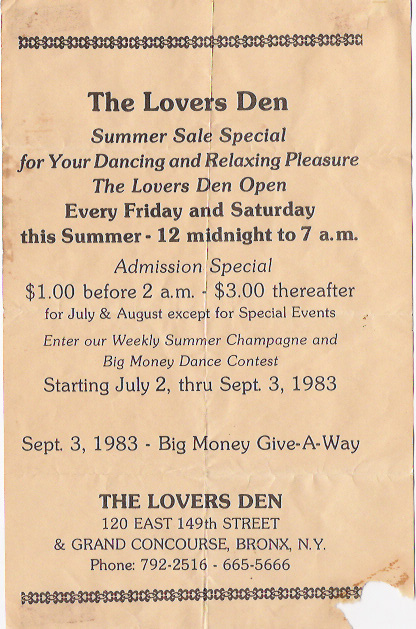 The Lovers Den
Summer Sale Special
for Your Dancing and Relaxing Pleasure
The Lovers Den Open
Every Friday and Saturday
this Summer - 12 midnight to 7 a.m.
Admission Special
$1.00 before 2 a.m. - $3.00 thereafter
for July & August except for Special Events
Enter our Weekly Summer Champagne and
Big Money Dance Contest
Starting July 2, thru Sept. 3, 1983
Sept. 3, 1983 - Big Money Give-A-Way
THE LOVERS DEN
120 EAST 149th STREET
& GRAND CONCOURSE, BRONX, N.Y.
Phone: 792-2516 - 665-5666